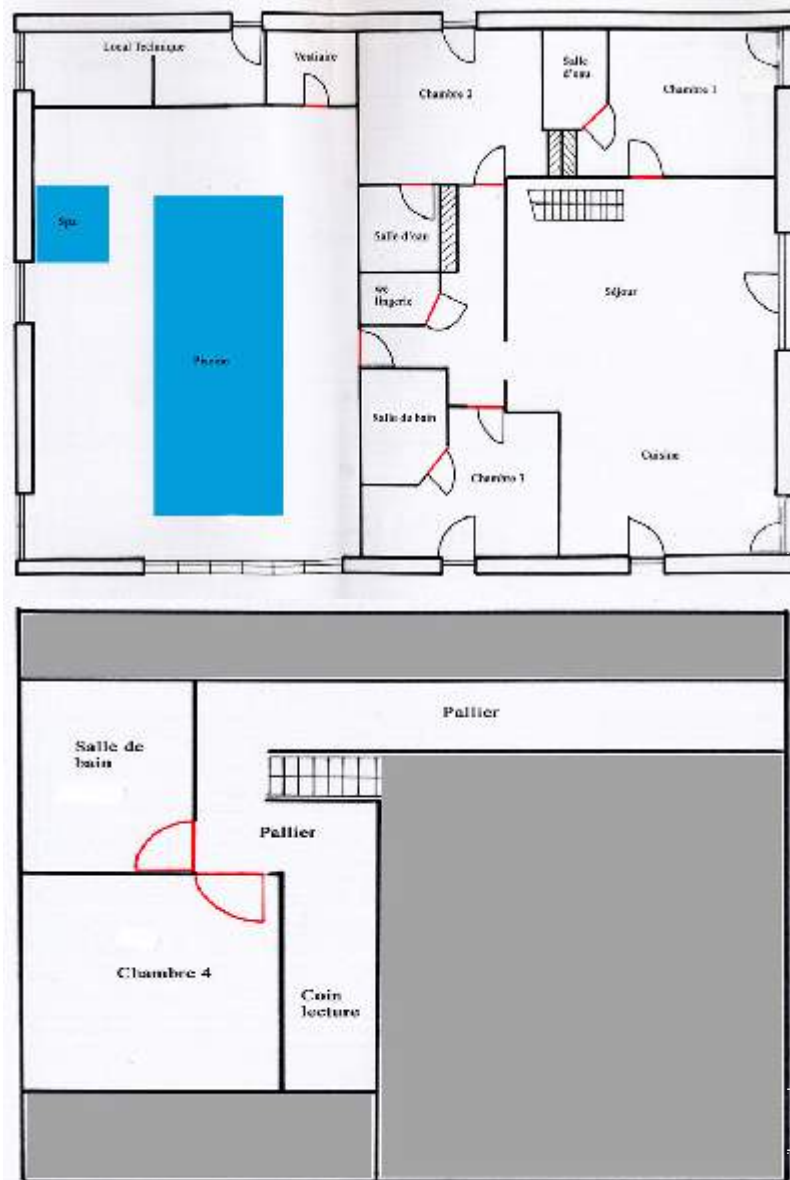 Local Technique
Vestiaire
Salle
d'eau
Chambre 2
Chambre 1
Spa
Salle d'eau
wc
lingerie
Séjour
Piscine
Salle de bain
Cuisine
Chambre 3
Pallier
Salle de
bain
Pallier
Chambre 4
Coin
lecture